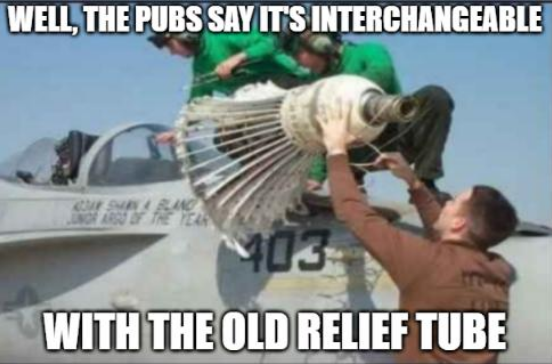 WELL, THE PUBS SAY IT'S INTERCHANGEABLE
403
WITH THE OLD RELIEF TUBE